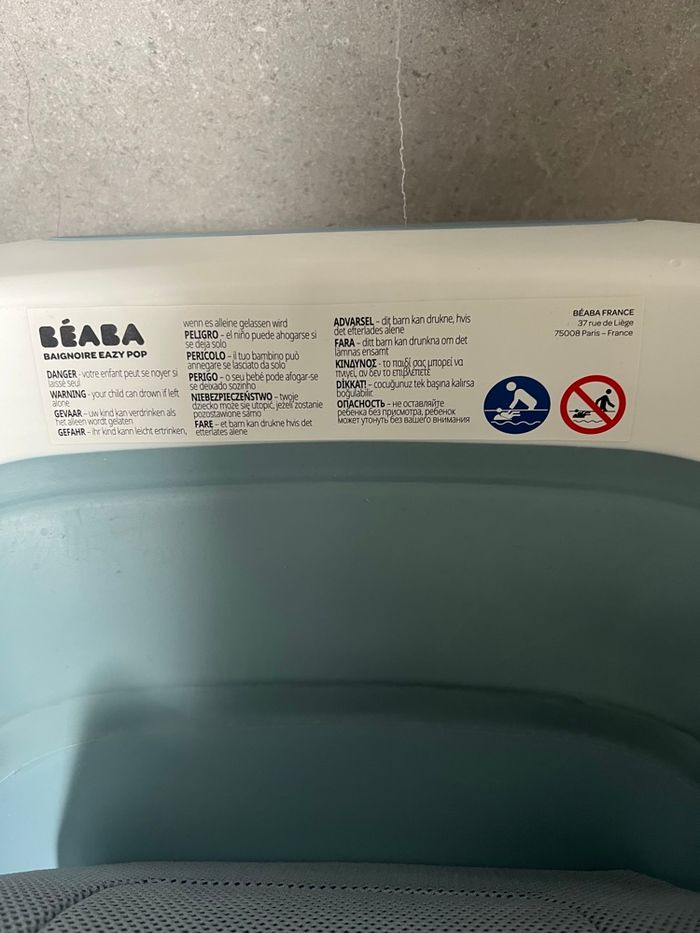 BÉABA
BAIGNOIRE EAZY POP
DANGER - votre enfant peut se noyer si
laissé seul
WARNING - your child can drown if left
alone
GEVAAR – uw kind kan verdrinken als
het alleen wordt gelaten
GEFAHR – ihr kind kann leicht ertrinken,
wenn es alleine gelassen wird
PELIGRO – el niño puede ahogarse si
se deja solo
PERICOLO – il tuo bambino può
annegare se lasciato da solo
PERIGO – o seu bebé pode afogar-se
se deixado sozinho
NIEBEZPIECZEŃSTWO – twoje
dziecko może się utopić, jeżeli zostanie
pozostawione samo
FARE – et barn kan drukne hvis det
etterlates alene
ADVARSEL – dit barn kan drukne, hvis
det efterlades alene
FARA – ditt barn kan drunkna om det
lämnas ensamt
ΚΙΝΔΥΝΟΣ - το παιδί σας μπορεί να
πνιγεί, αν δεν το επιβλέπετε
DİKKAT! – cocuğunuz tek başına kalırsa
boğulabilir.
ОПАСНОСТЬ – не оставляйте
ребенка без присмотра, ребенок
может утонуть без вашего внимания
BÉABA FRANCE
37 rue de Liège
75008 Paris – France